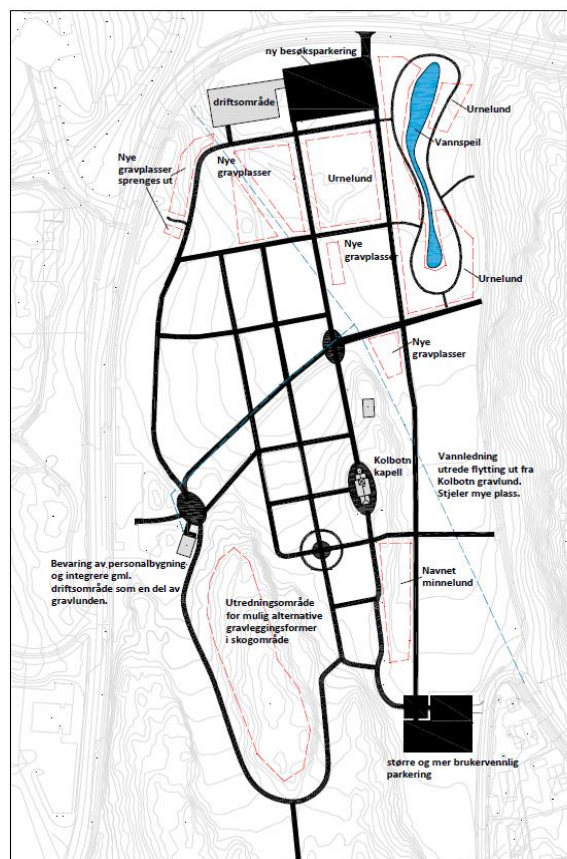 ny besøksparkering
driftsområde
Urnelund
Vannspeil
Nye
gravplasser
sprenges ut
Nye
gravplasser
Urnelund
Nye
gravplasser
Urnelund
Nye
gravplasser
Kolbotn
kapell
Vannledning
utrede flytting ut fra
Kolbotn gravlund.
Stjeler mye plass.
Bevaring av personalbygning
og integrere gml.
driftsområde som en del av
gravlunden.
Navnet
minnelund
Utredningsområde
for mulig alternative
gravleggingsformer
i skogområde
større og mer brukervennlig
parkering